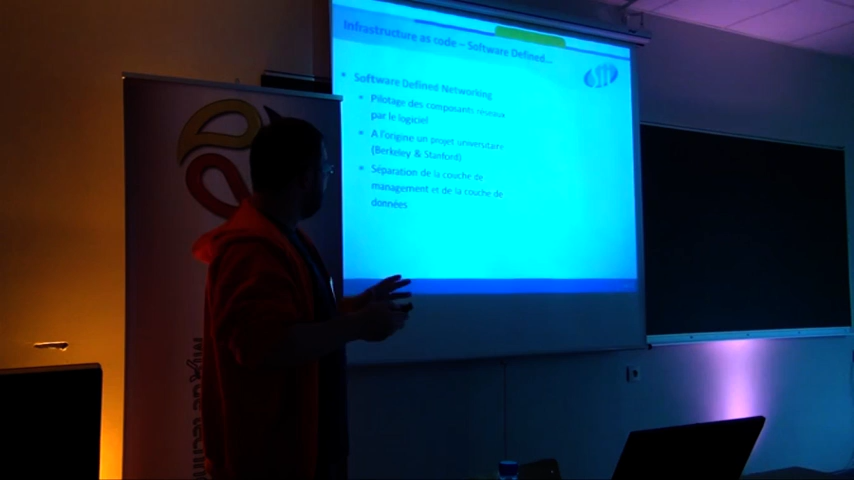 Infrastructure as code – Software Defined...
Software Defined Networking
Pilotage des composants réseaux
par le logiciel
A l'origine un projet universitaire
(Berkeley & Stanford)
Séparation de la couche de
management et de la couche de
données